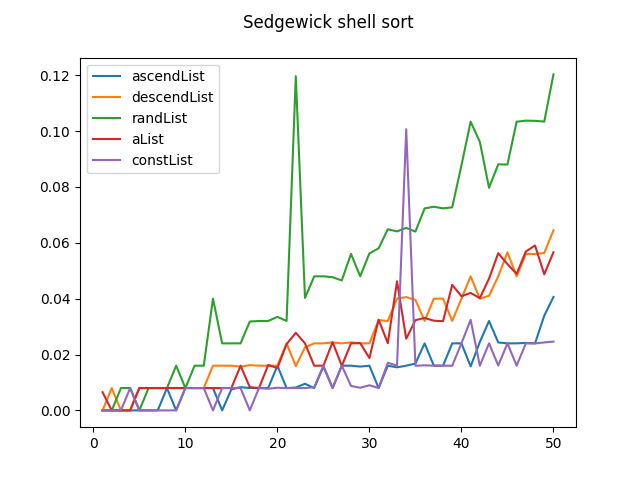 Sedgewick shell sort
ascendList
descendList
randList
aList
constList
0.12
0.10
0.08
0.06
0.04
0.02
0.00
0 10 20 30 40 50